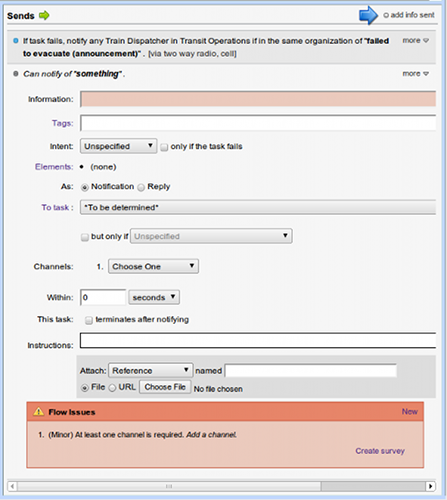 Sends
add info sent
If task fails, notify any Train Dispatcher in Transit Operations if in the same organization of "failed
more
to evacuate (announcement)" . [via two way radio, cell]
Can notify of "something" .
more
Information:
Tags:
Intent: Unspecified only if the task fails
Elements: • (none)
As: Notification Reply
To task : *To be determined*
but only if Unspecified
Channels: 1. Choose One
Within: 0 seconds
This task: terminates after notifying
Instructions:
Attach: Reference named
File URL Choose File No file chosen
Flow Issues New
1. (Minor) At least one channel is required. Add a channel.
Create survey